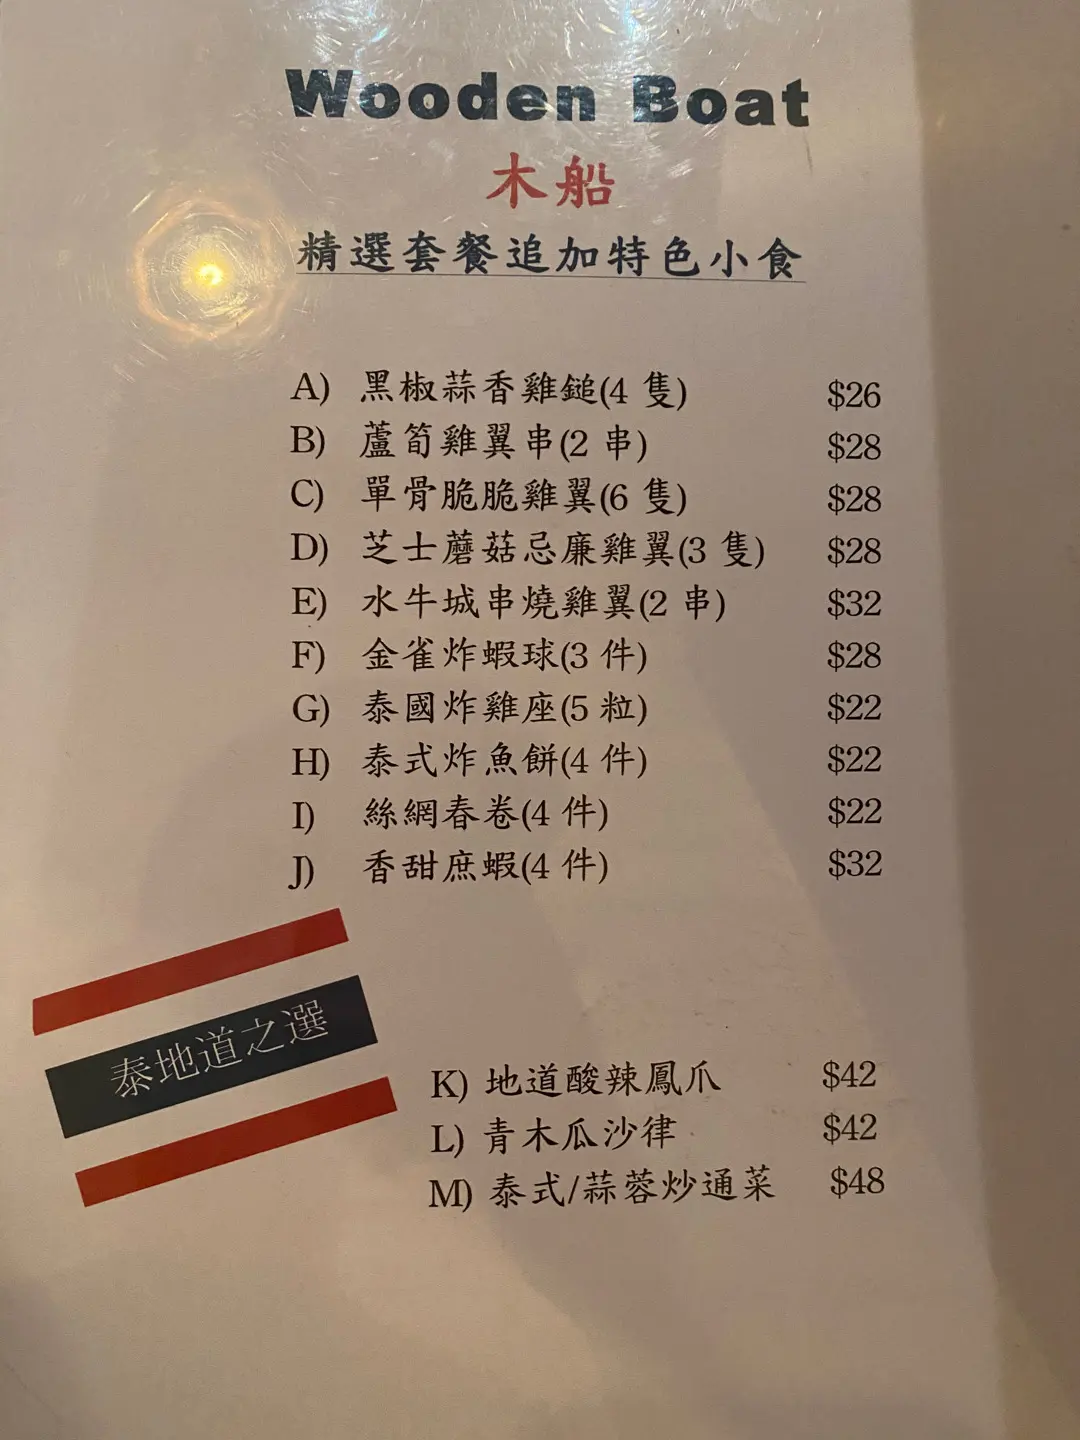 Wooden Boat
木船
精選套餐追加特色小食
A) 黑椒蒜香雞鎚(4 隻) $26
B) 蘆筍雞翼串(2 串) $28
C) 單骨脆脆雞翼(6 隻) $28
D) 芝士蘑菇忌廉雞翼(3 隻) $28
E) 水牛城串燒雞翼(2 串) $32
F) 金雀炸蝦球(3 件) $28
G) 泰國炸雞座(5 粒) $22
H) 泰式炸魚餅(4 件) $22
I) 絲網春卷(4 件) $22
J) 香甜庶蝦(4 件) $32
泰地道之選
K) 地道酸辣鳳爪 $42
L) 青木瓜沙律 $42
M) 泰式/蒜蓉炒通菜 $48